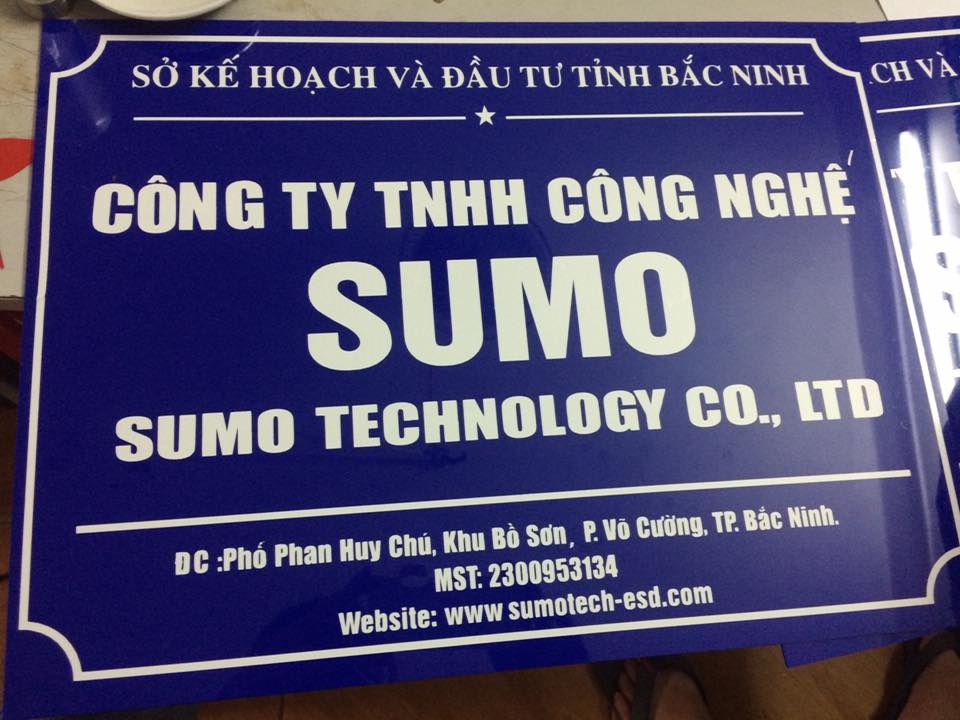 SỞ KẾ HOẠCH VÀ ĐẦU TƯ TỈNH BẮC NINH
CÔNG TY TNHH CÔNG NGHỆ
SUMO
SUMO TECHNOLOGY CO., LTD
ĐC :Phố Phan Huy Chú, Khu Bồ Sơn, P. Võ Cường, TP. Bắc Ninh.
MST: 2300953134
Website: www sumotech-esd.com
CH VÀ